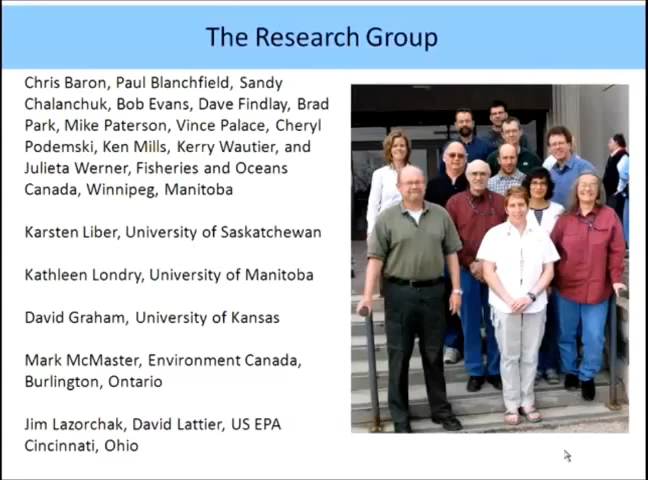 The Research Group
Chris Baron, Paul Blanchfield, Sandy
Chalanchuk, Bob Evans, Dave Findlay, Brad
Park, Mike Paterson, Vince Palace, Cheryl
Podemski, Ken Mills, Kerry Wautier, and
Julieta Werner, Fisheries and Oceans
Canada, Winnipeg, Manitoba
Karsten Liber, University of Saskatchewan
Kathleen Londry, University of Manitoba
David Graham, University of Kansas
Mark McMaster, Environment Canada,
Burlington, Ontario
Jim Lazorchak, David Lattier, US EPA
Cincinnati, Ohio